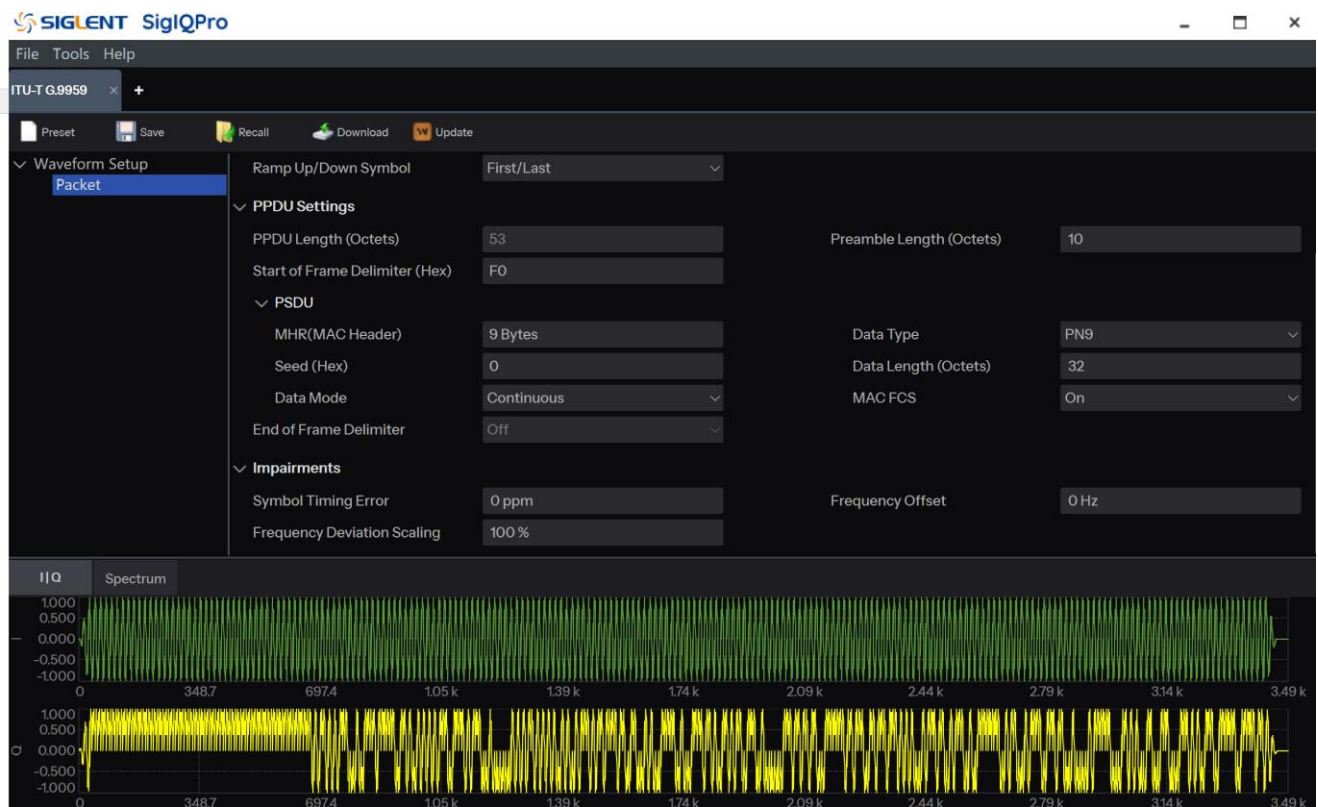 SIGLENT SigIQPro
File Tools Help
ITU-T G.9959 × +
Preset Save Recall Download Update
Waveform Setup
Packet
Ramp Up/Down Symbol First/Last
PPDU Settings
PPDU Length (Octets) 53 Preamble Length (Octets) 10
Start of Frame Delimiter (Hex) F0
PSDU
MHR(MAC Header) 9 Bytes Data Type PN9
Seed (Hex) 0 Data Length (Octets) 32
Data Mode Continuous MAC FCS On
End of Frame Delimiter Off
Impairments
Symbol Timing Error 0 ppm Frequency Offset 0 Hz
Frequency Deviation Scaling 100 %
I|Q Spectrum
1.000
0.500
I 0.000
-0.500
-1.000
0 348.7 697.4 1.05 k 1.39 k 1.74 k 2.09 k 2.44 k 2.79 k 3.14 k 3.49 k
1.000
0.500
Q 0.000
-0.500
-1.000
0 348.7 697.4 1.05 k 1.39 k 1.74 k 2.09 k 2.44 k 2.79 k 3.14 k 3.49 k